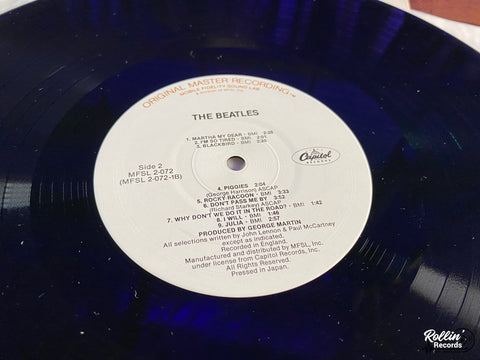 ORIGINAL MASTER RECORDING™
MOBILE FIDELITY SOUND LAB
THE BEATLES
1. MARTHA MY DEAR - BMI 2:28
2. I'M SO TIRED - BMI 2:01
3. BLACKBIRD - BMI 2:20
Side 2
MFSL 2-072
(MFSL 2-072-1B)
Capitol
RECORDS
4. PIGGIES 2:04
(George Harrison) ASCAP
5. ROCKY RACOON - BMI 3:33
6. DON'T PASS ME BY 3:52
(Richard Starkey) ASCAP
7. WHY DON'T WE DO IT IN THE ROAD? - BMI 1:42
8. I WILL - BMI 1:46
9. JULIA - BMI 2:57
PRODUCED BY GEORGE MARTIN
All selections written by John Lennon & Paul McCartney
except as indicated.
Recorded in England.
Manufactured and distributed by MFSL, Inc.
under license from Capitol Records, Inc.
All Rights Reserved.
Pressed in Japan.
Rollin'
Records